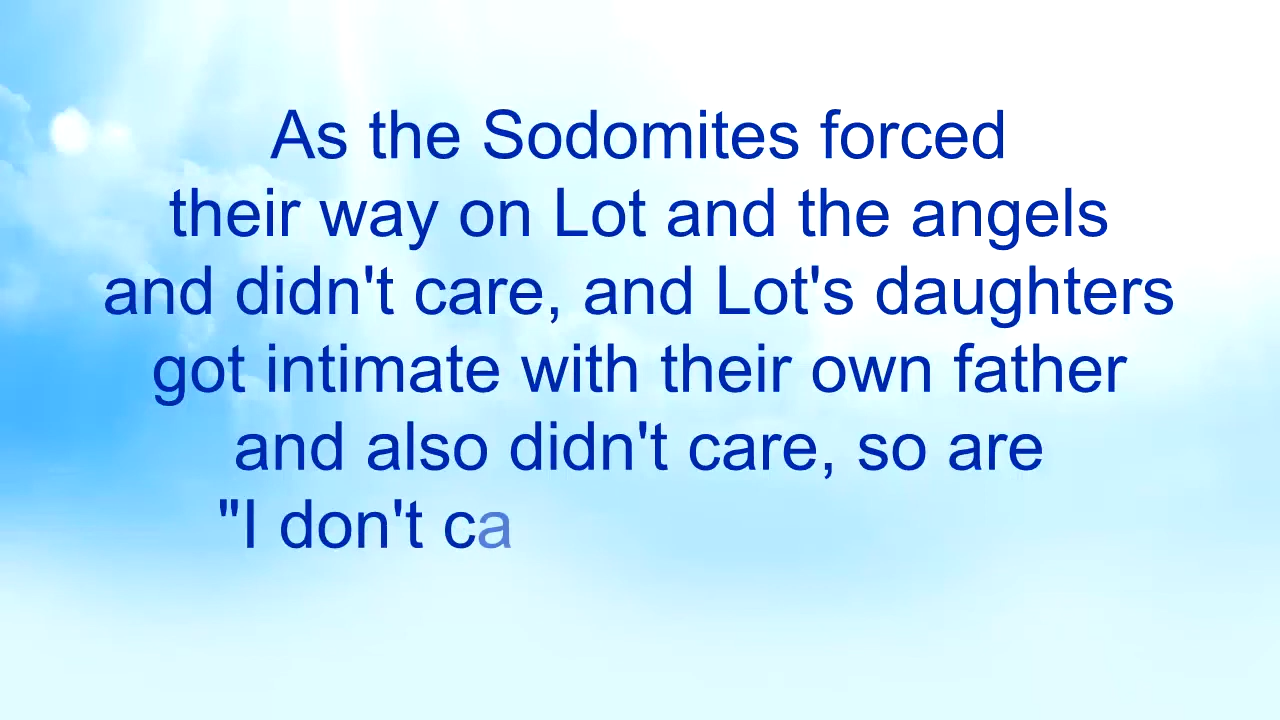 As the Sodomites forced
their way on Lot and the angels
and didn't care, and Lot's daughters
got intimate with their own father
and also didn't care, so are
"I don't ca